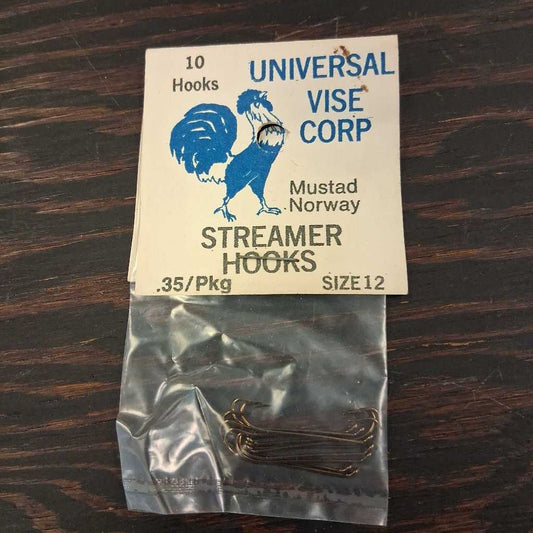 10
Hooks
UNIVERSAL
VISE
CORP
Mustad
Norway
STREAMER
HOOKS
.35/Pkg SIZE 12